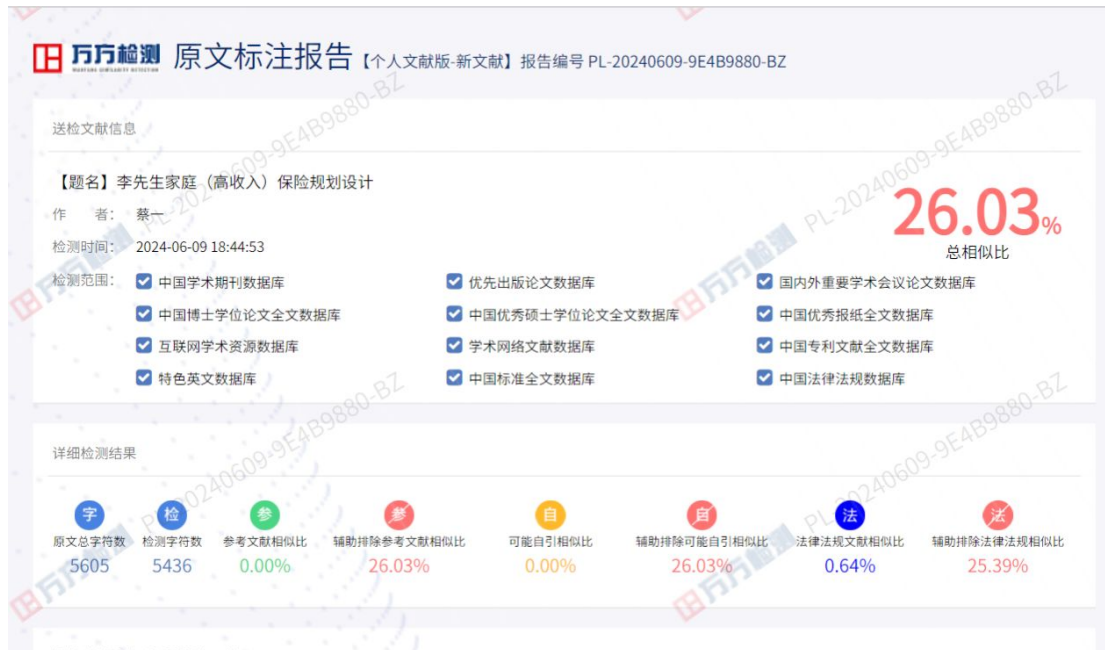 万方检测 原文标注报告【个人文献版-新文献】报告编号 PL-20240609-9E4B9880-BZ
WANFANG SIMILARITY DETECTION
送检文献信息
【题名】李先生家庭（高收入）保险规划设计
作 者： 蔡一
检测时间： 2024-06-09 18:44:53
26.03%
总相似比
检测范围： 中国学术期刊数据库 优先出版论文数据库 国内外重要学术会议论文数据库
中国博士学位论文全文数据库 中国优秀硕士学位论文全文数据库 中国优秀报纸全文数据库
互联网学术资源数据库 学术网络文献数据库 中国专利文献全文数据库
特色英文数据库 中国标准全文数据库 中国法律法规数据库
详细检测结果
字 检 参 参 自 自 法 法
原文总字符数 检测字符数 参考文献相似比 辅助排除参考文献相似比 可能自引相似比 辅助排除可能自引相似比 法律法规文献相似比 辅助排除法律法规相似比
5605 5436 0.00% 26.03% 0.00% 26.03% 0.64% 25.39%